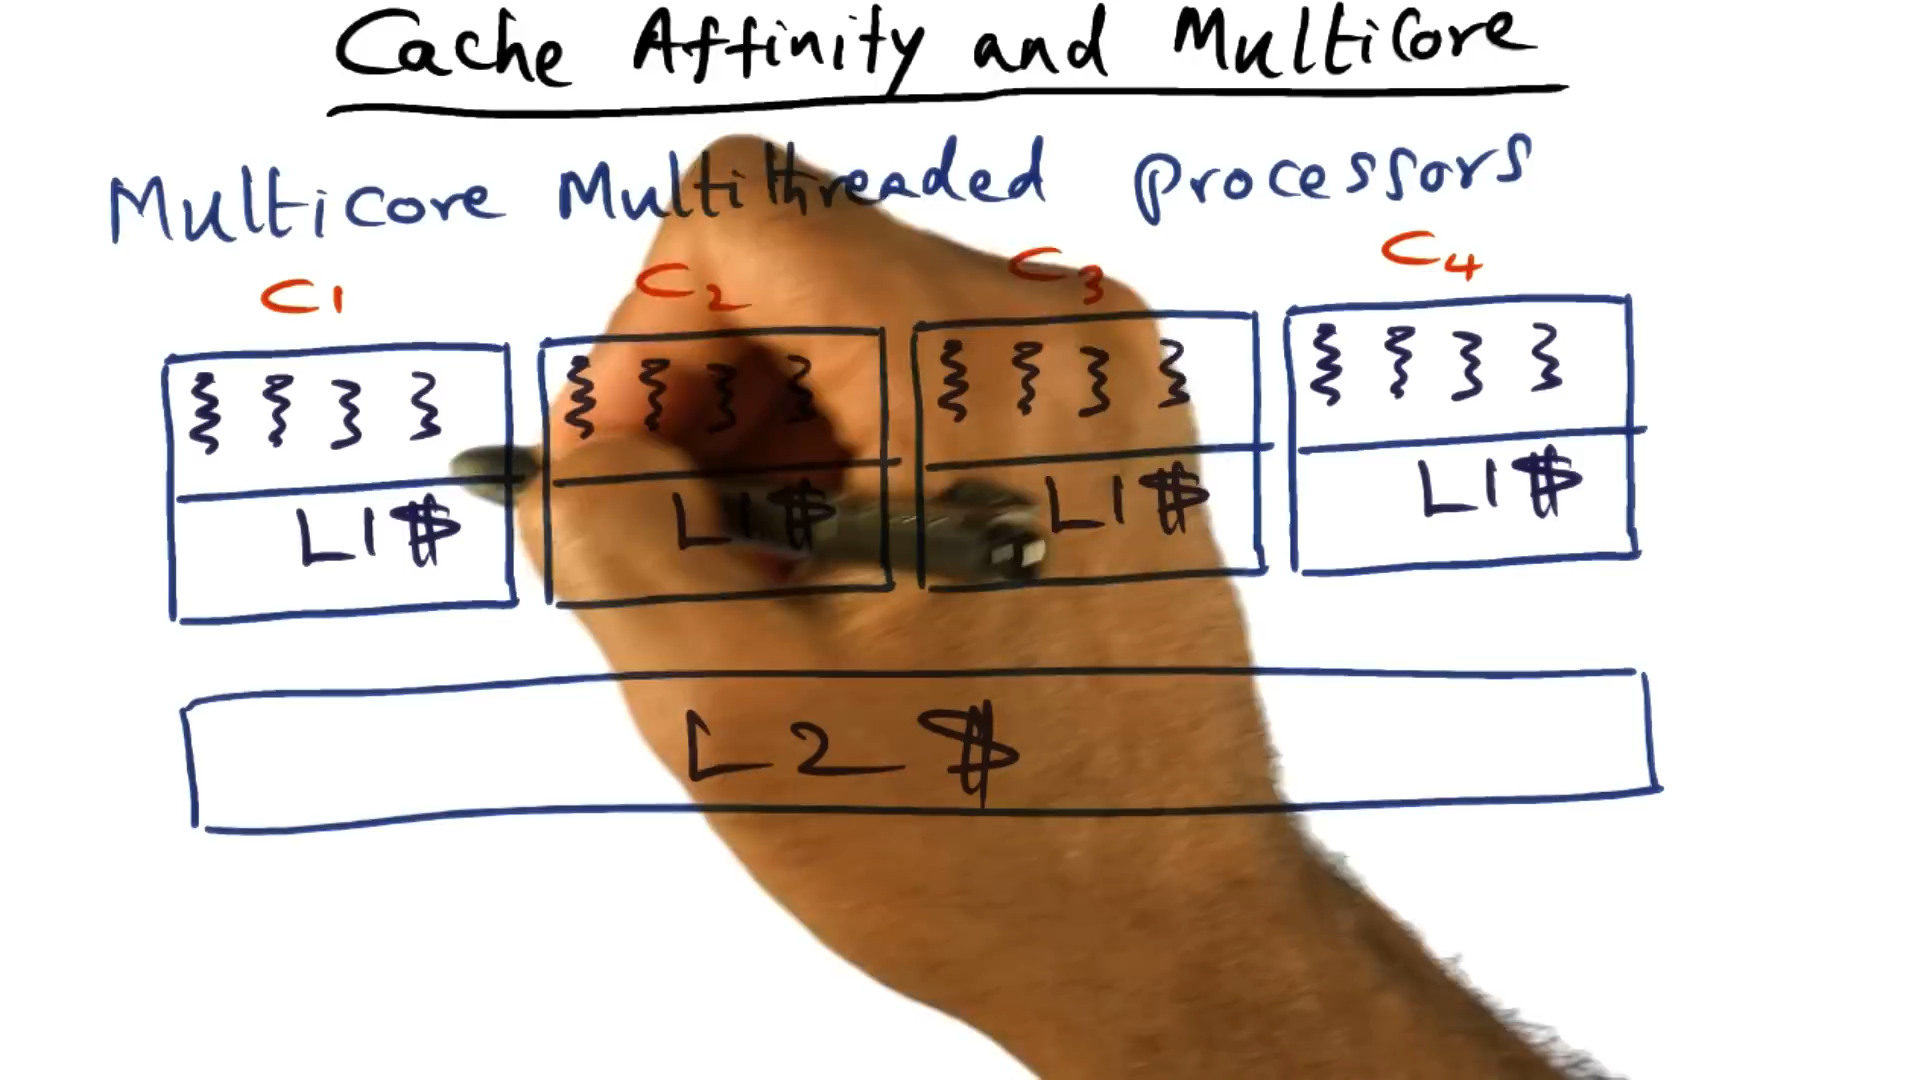 Cache Affinity and Multicore
Multicore Multithreaded processors
C1 C2 C3 C4
L1$ L1$ L1$ L1$
L2$